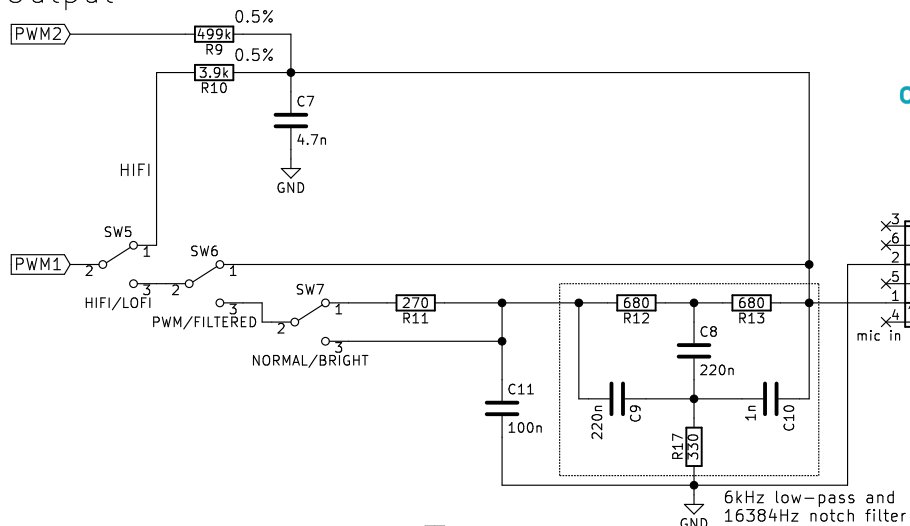 Output
PWM2
499k
R9
0.5%
0.5%
3.9k
R10
C7
4.7n
GND
HIFI
SW5
PWM1
2
1
3
HIFI/LOFI
SW6
2
1
3
PWM/FILTERED
SW7
2
1
3
NORMAL/BRIGHT
270
R11
680
R12
680
R13
C8
220n
C11
100n
220n
C9
1n
C10
R17
330
GND
6kHz low-pass and
16384Hz notch filter
3
6
2
5
1
4
mic in